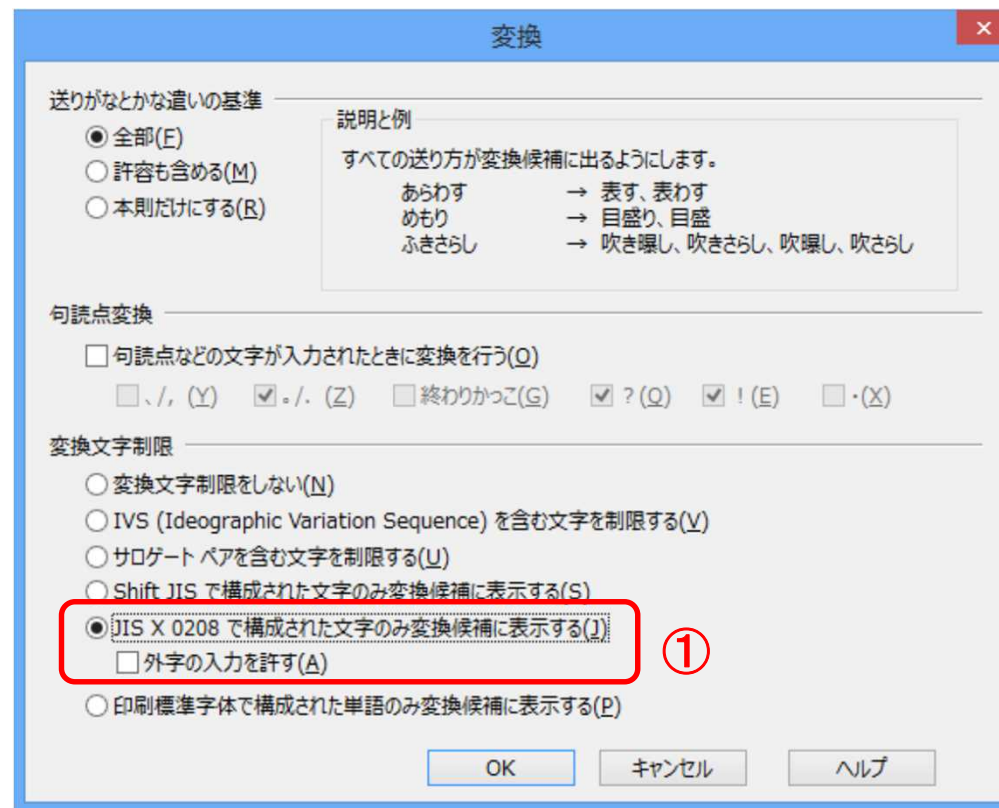 変換
送りがなとかな遣いの基準
全部(F)
許容も含める(M)
本則だけにする(R)
説明と例
すべての送り方が変換候補に出るようにします。
あらわす → 表す、表わす
めもり → 目盛り、目盛
ふきさらし → 吹き曝し、吹きさらし、吹曝し、吹さらし
句読点変換
句読点などの文字が入力されたときに変換を行う(O)
、/, (Y) 。/. (Z) 終わりかっこ(G) ? (Q) ! (E) ・(X)
変換文字制限
変換文字制限をしない(N)
IVS (Ideographic Variation Sequence) を含む文字を制限する(V)
サロゲート ペアを含む文字を制限する(U)
Shift JIS で構成された文字のみ変換候補に表示する(S)
JIS X 0208 で構成された文字のみ変換候補に表示する(J)
外字の入力を許す(A)
①
印刷標準字体で構成された単語のみ変換候補に表示する(P)
OK キャンセル ヘルプ